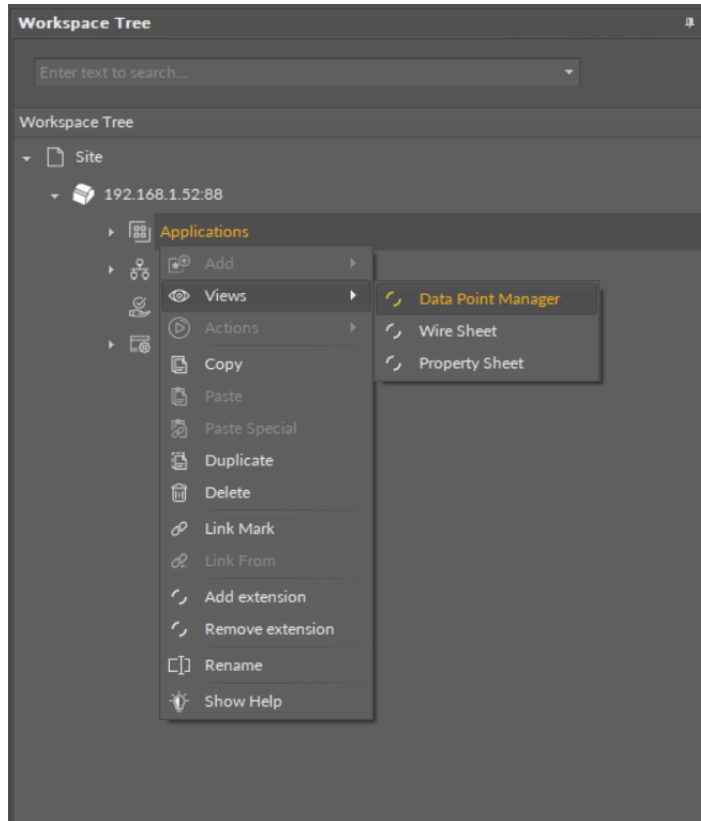 Workspace Tree
Enter text to search...
Workspace Tree
Site
192.168.1.52:88
Applications
Add
Views
Actions
Copy
Paste
Paste Special
Duplicate
Delete
Link Mark
Link From
Add extension
Remove extension
Rename
Show Help
Data Point Manager
Wire Sheet
Property Sheet